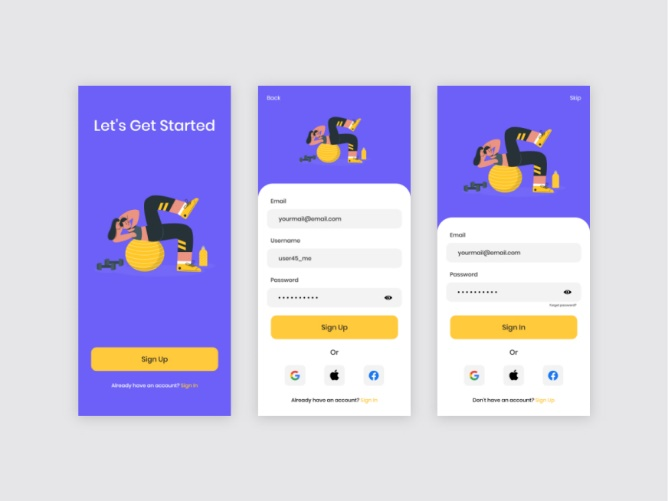 Let's Get Started
Sign Up
Already have an account? Sign In
Back
Email
yourmail@email.com
Username
user45_me
Password
Sign Up
Or
Already have an account? Sign In
Skip
Email
yourmail@email.com
Password
Forgot password?
Sign In
Or
Don't have an account? Sign Up